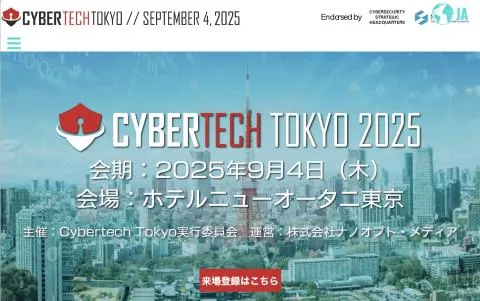 CYBERTECHTOKYO // SEPTEMBER 4, 2025
Endorsed by
CYBERSECURITY
STRATEGIC
HEADQUARTERS
JA
CYBERTECH TOKYO 2025
会期：2025年9月4日（木）
会場：ホテルニューオータニ東京
主催：Cybertech Tokyo実行委員会　運営：株式会社ナノオプト・メディア
来場登録はこちら